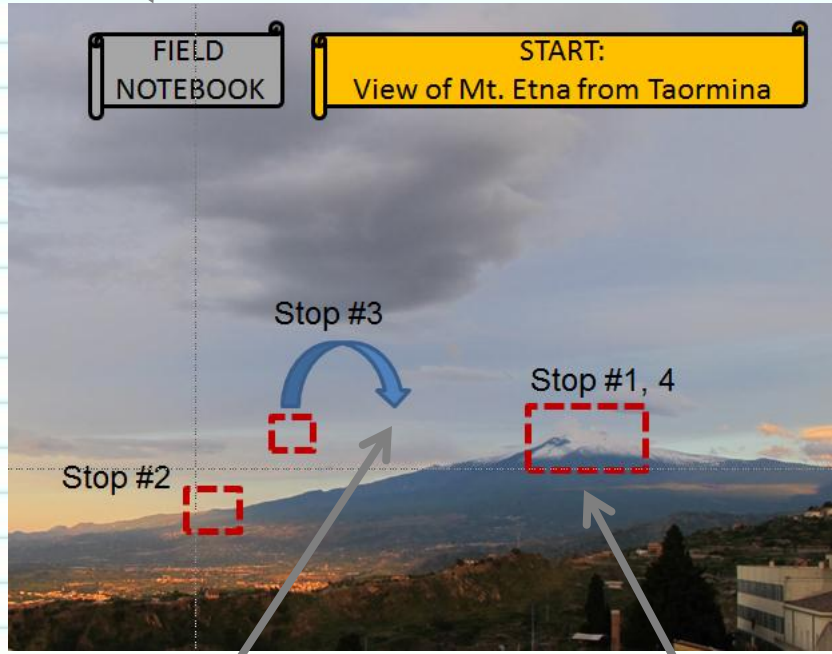 FIELD
NOTEBOOK
START:
View of Mt. Etna from Taormina
Stop #3
Stop #1, 4
Stop #2